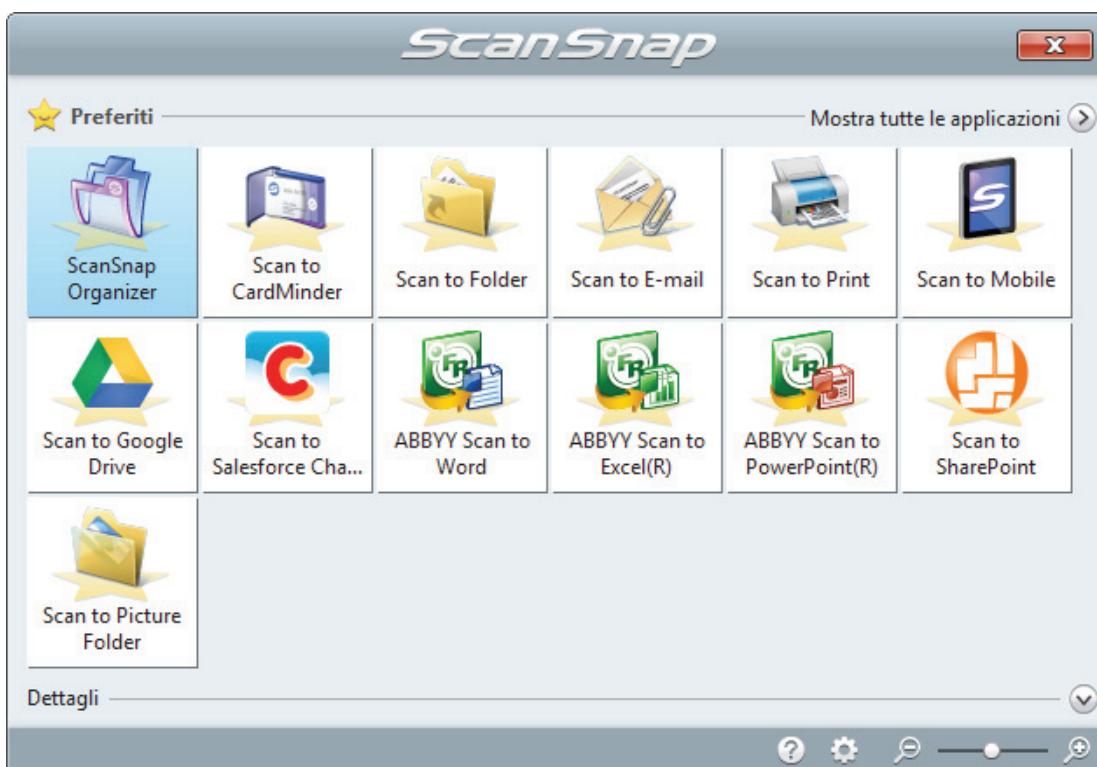 ScanSnap
Preferiti
Mostra tutte le applicazioni
ScanSnap
Organizer
Scan to
CardMinder
Scan to Folder
Scan to E-mail
Scan to Print
Scan to Mobile
Scan to Google
Drive
Scan to
Salesforce Cha...
ABBYY Scan to
Word
ABBYY Scan to
Excel(R)
ABBYY Scan to
PowerPoint(R)
Scan to
SharePoint
Scan to Picture
Folder
Dettagli